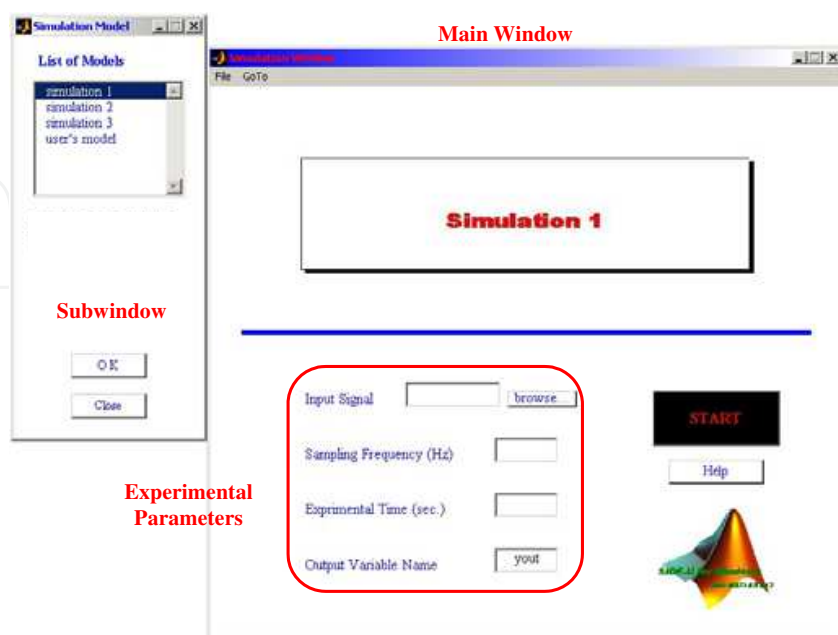 Simulation Model
List of Models
simulation 1
simulation 2
simulation 3
user's model
Subwindow
O K
Close
Main Window
Simulation Window
File GoTo
Simulation 1
Experimental
Parameters
Input Signal
browse...
Sampling Frequency (Hz)
Exprimental Time (sec.)
Output Variable Name
yout
START
Help